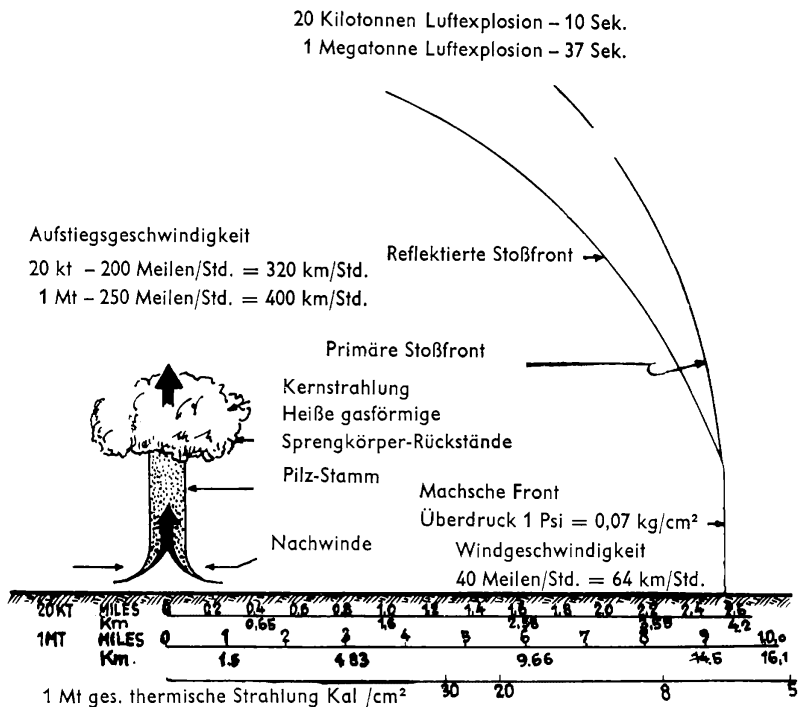 20 Kilotonnen Luftexplosion – 10 Sek.
1 Megatonne Luftexplosion – 37 Sek.
Aufstiegsgeschwindigkeit
20 kt – 200 Meilen/Std. = 320 km/Std.
1 Mt – 250 Meilen/Std. = 400 km/Std.
Reflektierte Stoßfront
Primäre Stoßfront
Kernstrahlung
Heiße gasförmige
Sprengkörper-Rückstände
Pilz-Stamm
Nachwinde
Machsche Front
Überdruck 1 Psi = 0,07 kg/cm²
Windgeschwindigkeit
40 Meilen/Std. = 64 km/Std.
20KT MILES 0 0.2 0.4 0.6 0.8 1.0 1.2 1.4 1.6 1.8 2.0 2.2 2.4 2.6
Km 0,65 1,6 4.2
1MT MILES 0 1 2 3 4 5 6 7 8 9 10,0
Km. 1.6 4 83 9.66 14.5 16,1
1 Mt ges. thermische Strahlung Kal /cm² 30 20 8 5